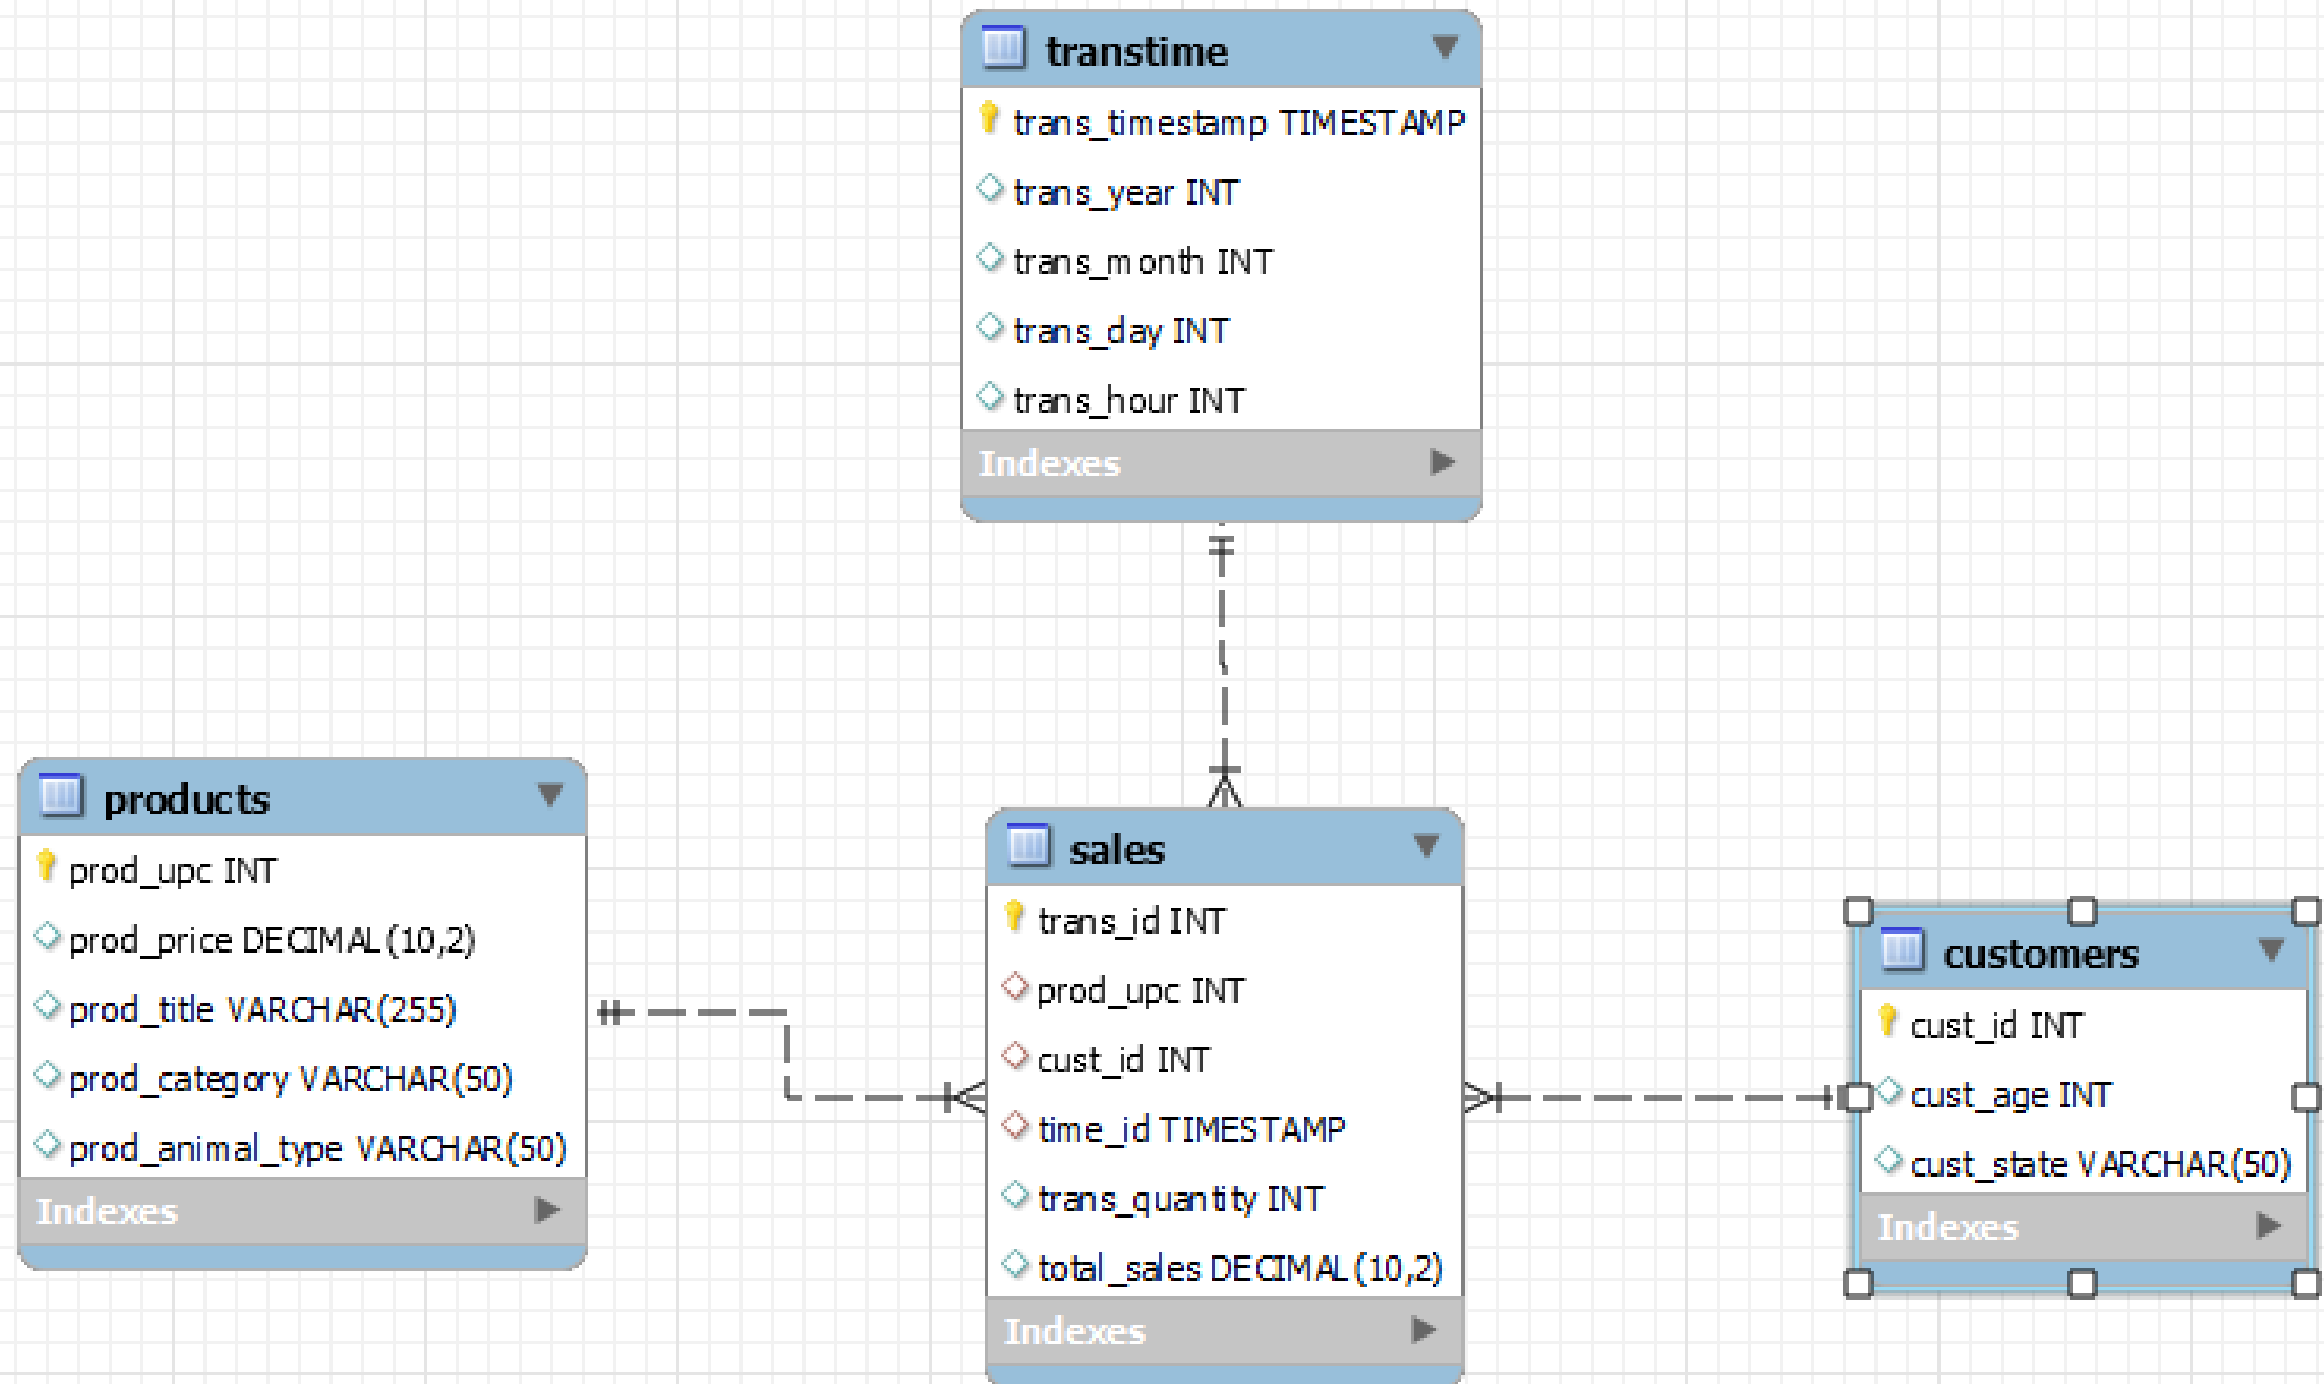 transtime
trans_timestamp TIMESTAMP
trans_year INT
trans_month INT
trans_day INT
trans_hour INT
Indexes
products
prod_upc INT
prod_price DECIMAL(10,2)
prod_title VARCHAR(255)
prod_category VARCHAR(50)
prod_animal_type VARCHAR(50)
Indexes
sales
trans_id INT
prod_upc INT
cust_id INT
time_id TIMESTAMP
trans_quantity INT
total_sales DECIMAL(10,2)
Indexes
customers
cust_id INT
cust_age INT
cust_state VARCHAR(50)
Indexes